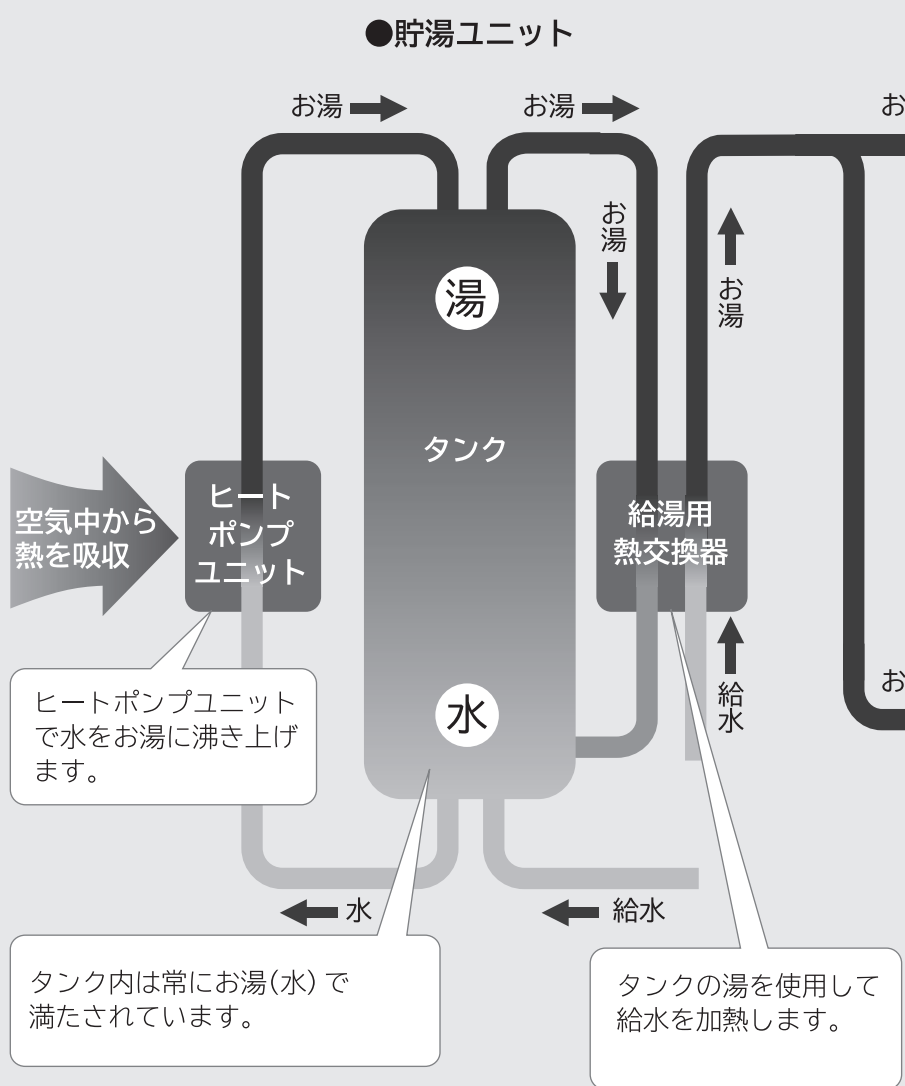 ●貯湯ユニット
お湯
お湯
お
お湯
お湯
湯
タンク
空気中から
熱を吸収
ヒート
ポンプ
ユニット
給湯用
熱交換器
ヒートポンプユニット
で水をお湯に沸き上げ
ます。
水
給水
お
水
給水
タンク内は常にお湯(水)で
満たされています。
タンクの湯を使用して
給水を加熱します。